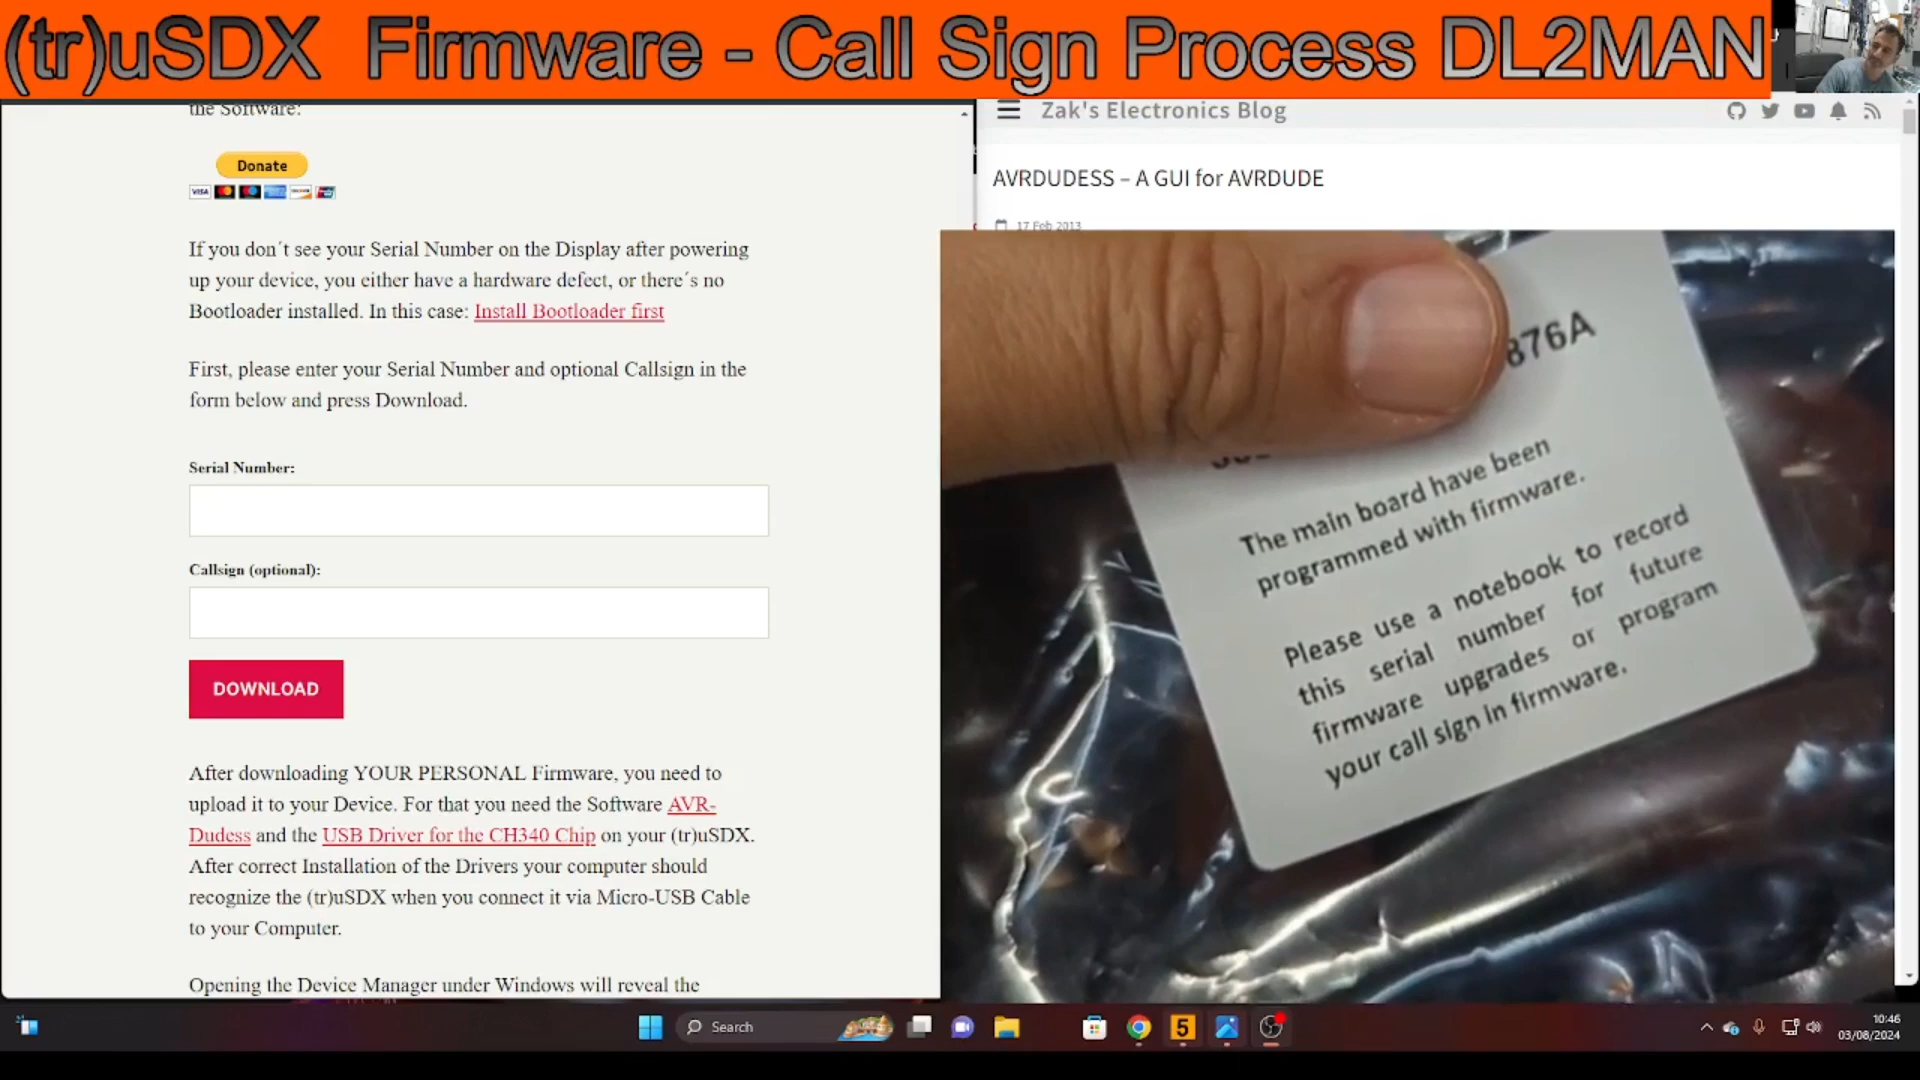 (tr)uSDX Firmware - Call Sign Process DL2MAN
the Software:
Donate
VISA
If you don´t see your Serial Number on the Display after powering
up your device, you either have a hardware defect, or there´s no
Bootloader installed. In this case: Install Bootloader first
First, please enter your Serial Number and optional Callsign in the
form below and press Download.
Serial Number:
Callsign (optional):
DOWNLOAD
After downloading YOUR PERSONAL Firmware, you need to
upload it to your Device. For that you need the Software AVR-
Dudess and the USB Driver for the CH340 Chip on your (tr)uSDX.
After correct Installation of the Drivers your computer should
recognize the (tr)uSDX when you connect it via Micro-USB Cable
to your Computer.
Opening the Device Manager under Windows will reveal the
Zak's Electronics Blog
AVRDUDESS – A GUI for AVRDUDE
17 Feb 2013
876A
The main board have been
programmed with firmware.
Please use a notebook to record
this serial number for future
firmware upgrades or program
your call sign in firmware.
Search
5
10:46
03/08/2024